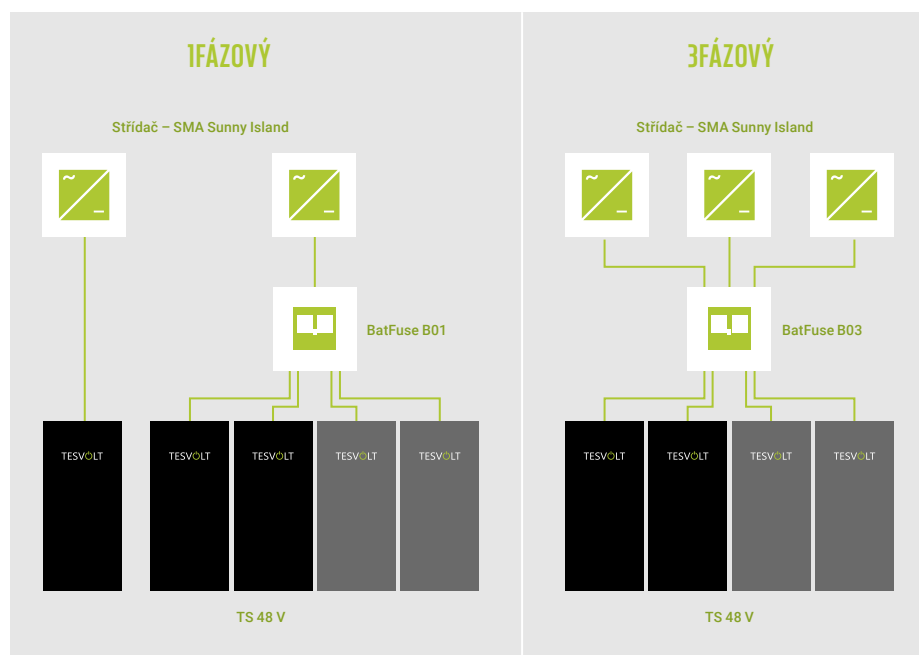 1FÁZOVÝ
Střídač – SMA Sunny Island
BatFuse B01
TESVOLT
TESVOLT
TESVOLT
TESVOLT
TESVOLT
TS 48 V
3FÁZOVÝ
Střídač – SMA Sunny Island
BatFuse B03
TESVOLT
TESVOLT
TESVOLT
TESVOLT
TS 48 V